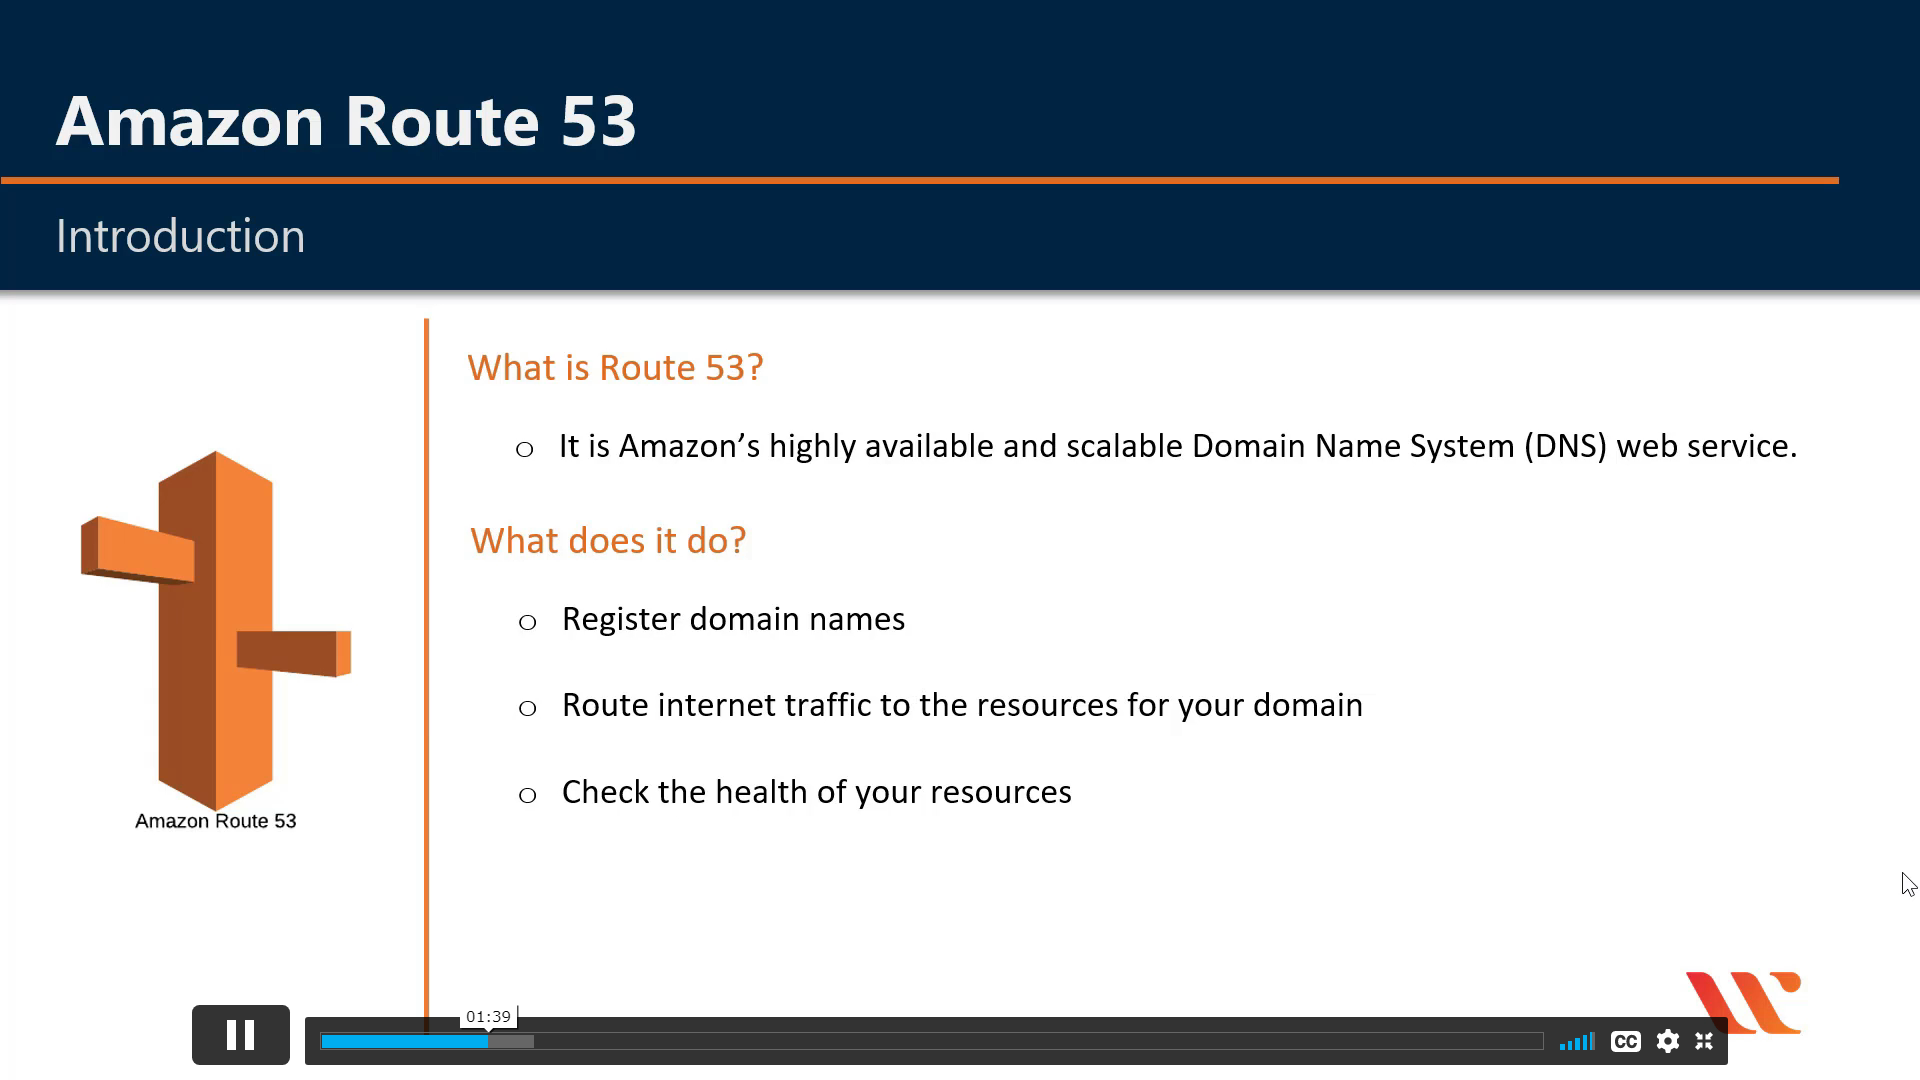 Amazon Route 53
Introduction
What is Route 53?
o It is Amazon’s highly available and scalable Domain Name System (DNS) web service.
What does it do?
o Register domain names
o Route internet traffic to the resources for your domain
o Check the health of your resources
Amazon Route 53
01:39
CC